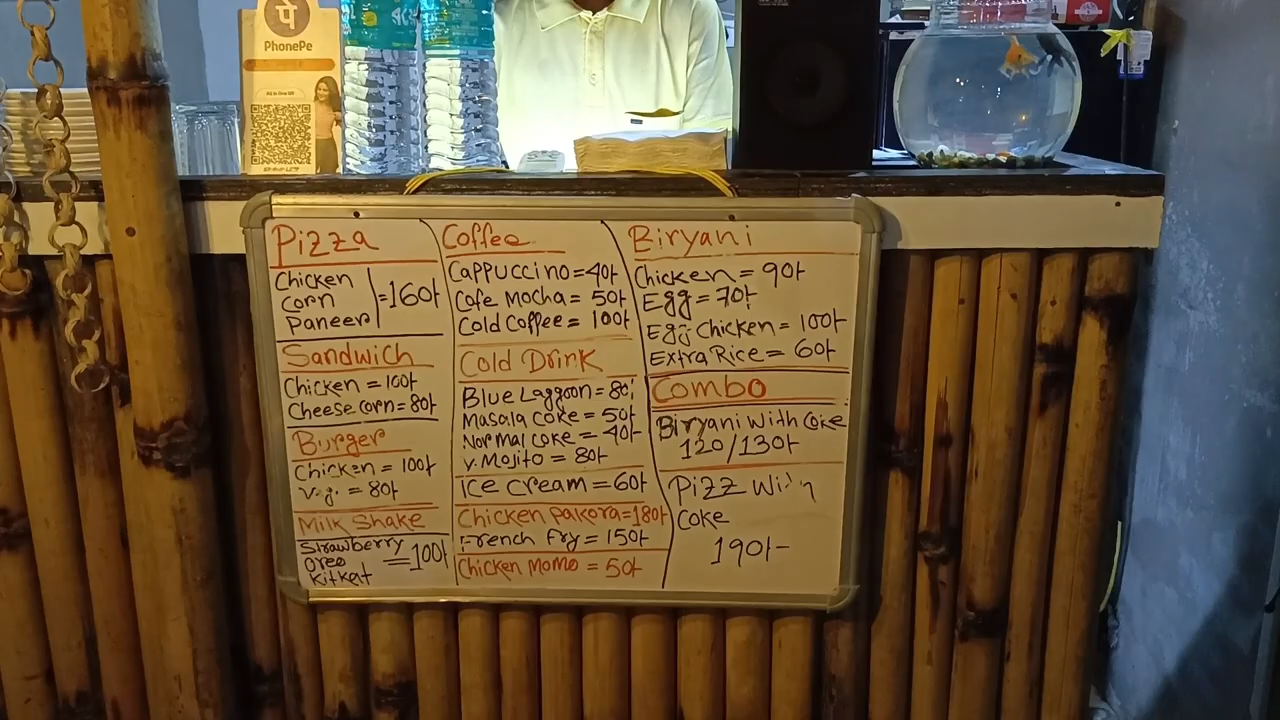 पे
PhonePe
Pizza
Chicken
Corn
Paneer
=160/-
Sandwich
Chicken = 100/-
Cheese corn = 80/-
Burger
Chicken = 100/-
Veg. = 80/-
Milk Shake
Strawberry
Oreo
Kitkat
= 100/-
Coffee
Cappuccino = 40/-
Cafe Mocha = 50/-
Cold Coffee = 100/-
Cold Drink
Blue Laggon = 80/
Masala Coke = 50/-
Normal Coke = 40/-
V. Mojito = 80/-
Ice Cream = 60/-
Chicken Pakora = 180/-
French Fry = 150/-
Chicken Momo = 50/-
Biryani
Chicken = 90/-
Egg = 70/-
Egg Chicken = 100/-
Extra Rice = 60/-
Combo
Biryani with Coke
120/130/-
Pizz with
Coke
190/-